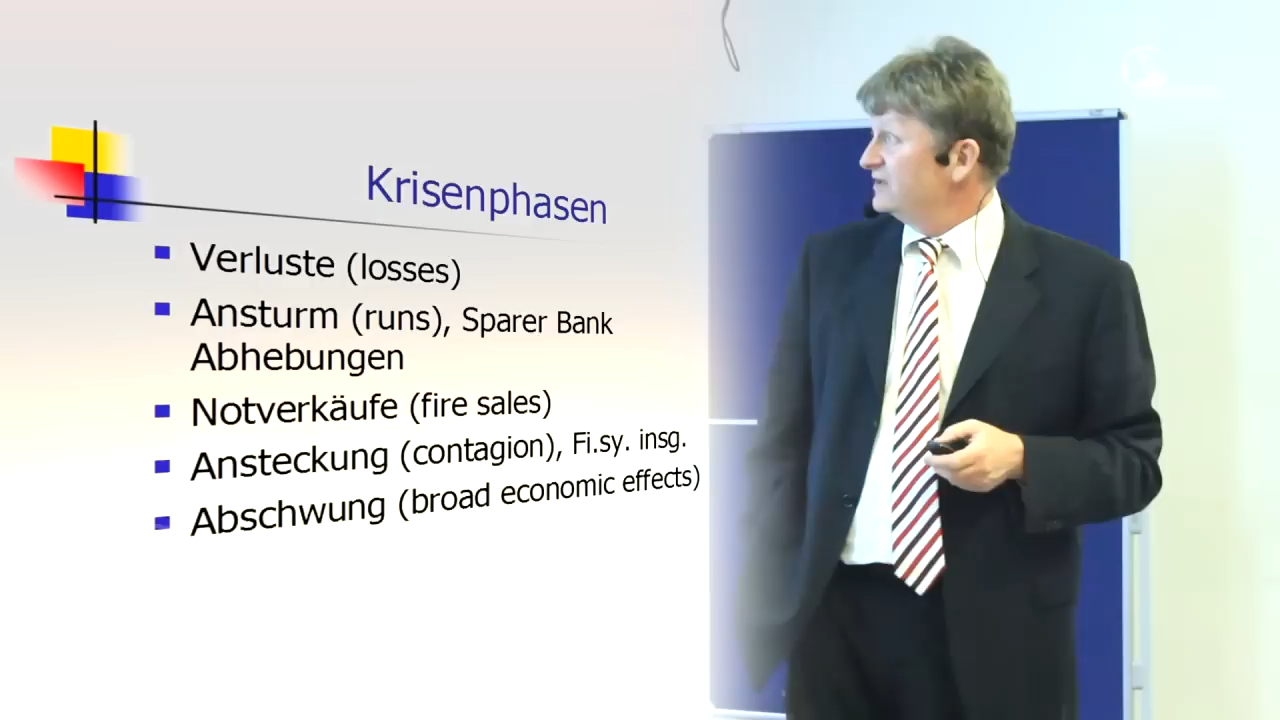 Krisenphasen
Verluste (losses)
Ansturm (runs), Sparer Bank
Abhebungen
Notverkäufe (fire sales)
Ansteckung (contagion), Fi.sy. insg.
Abschwung (broad economic effects)